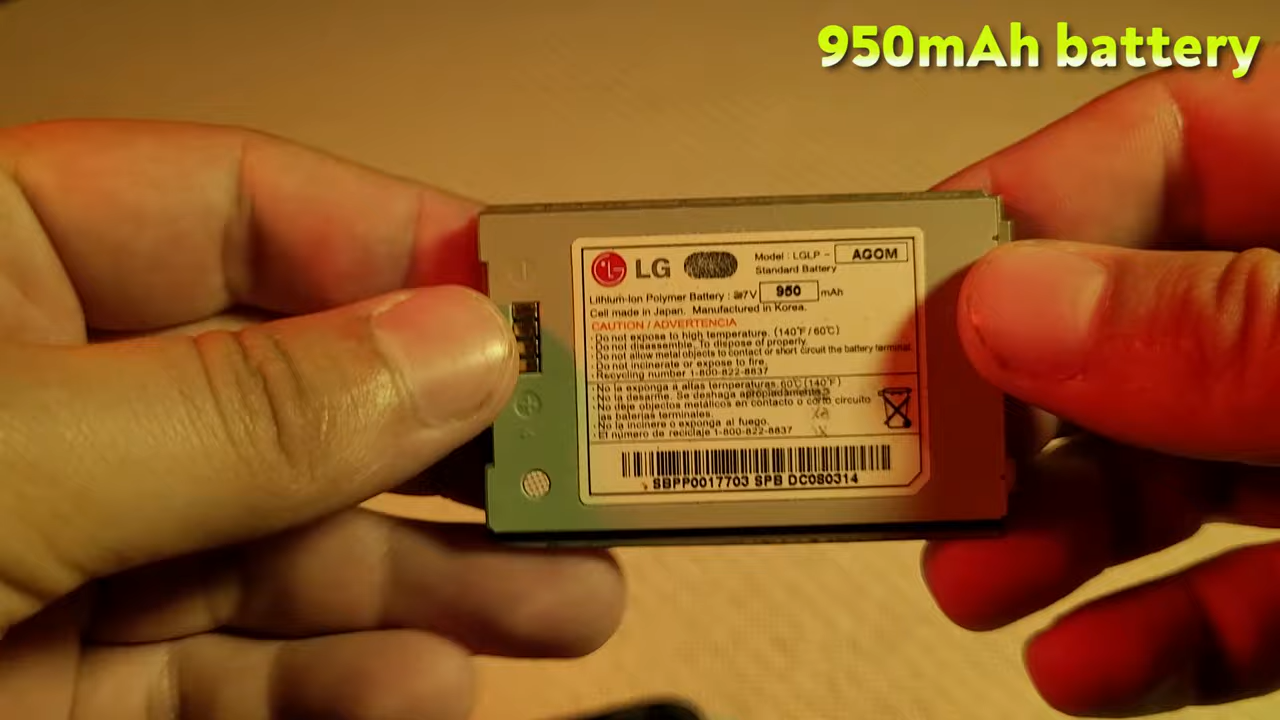 950mAh battery
LG
Model : LGLP - AGOM
Standard Battery
Lithium-Ion Polymer Battery : 3.7V 950 mAh
Cell made in Japan. Manufactured in Korea.
CAUTION / ADVERTENCIA
· Do not expose to high temperature. (140°F / 60°C)
· Do not disassemble. To dispose of properly.
· Do not allow metal objects to contact or short circuit the battery terminal.
· Do not incinerate or expose to fire.
· Recycling number 1-800-822-8837
· No la exponga a altas temperaturas 60°C (140°F)
· No la desarme. Se deshaga apropiadamente.
· No deje objetos metálicos en contacto o corto circuito
las baterías terminales.
· No la incinere o exponga al fuego.
· El número de reciclaje 1-800-822-8837
SBPP0017703 SPB DC080314